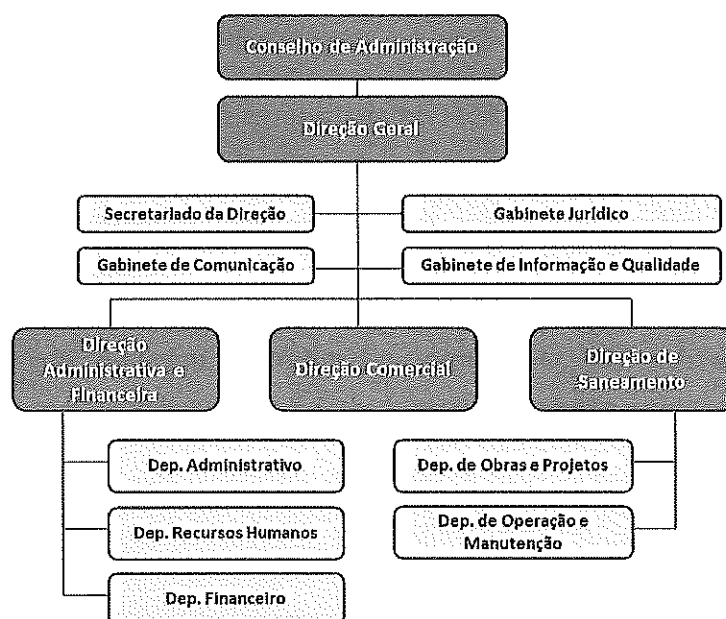 Conselho de Administração
Direção Geral
Secretariado da Direção
Gabinete Jurídico
Gabinete de Comunicação
Gabinete de Informação e Qualidade
Direção
Administrativa e
Financeira
Direção Comercial
Direção de
Saneamento
Dep. Administrativo
Dep. Recursos Humanos
Dep. Financeiro
Dep. de Obras e Projetos
Dep. de Operação e
Manutenção